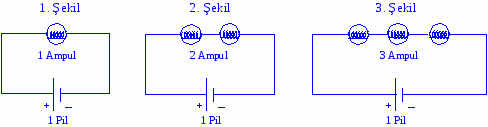 1. Şekil
1 Ampul
+ –
1 Pil
2. Şekil
2 Ampul
+ –
1 Pil
3. Şekil
3 Ampul
+ –
1 Pil